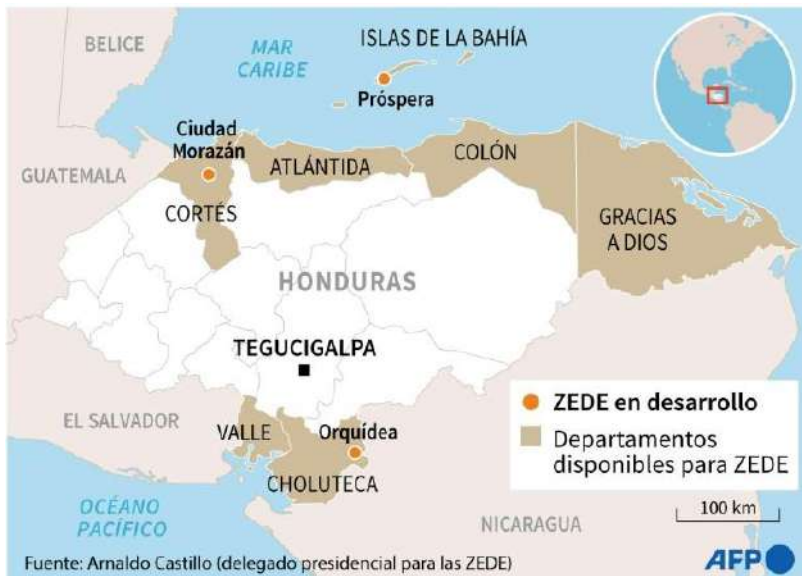 BELICE
MAR
CARIBE
ISLAS DE LA BAHÍA
Próspera
Ciudad
Morazán
ATLÁNTIDA
COLÓN
GUATEMALA
CORTÉS
GRACIAS
A DIOS
HONDURAS
TEGUCIGALPA
EL SALVADOR
VALLE
Orquídea
CHOLUTECA
OCÉANO
PACÍFICO
NICARAGUA
ZEDE en desarrollo
Departamentos
disponibles para ZEDE
100 km
Fuente: Arnaldo Castillo (delegado presidencial para las ZEDE)
AFP